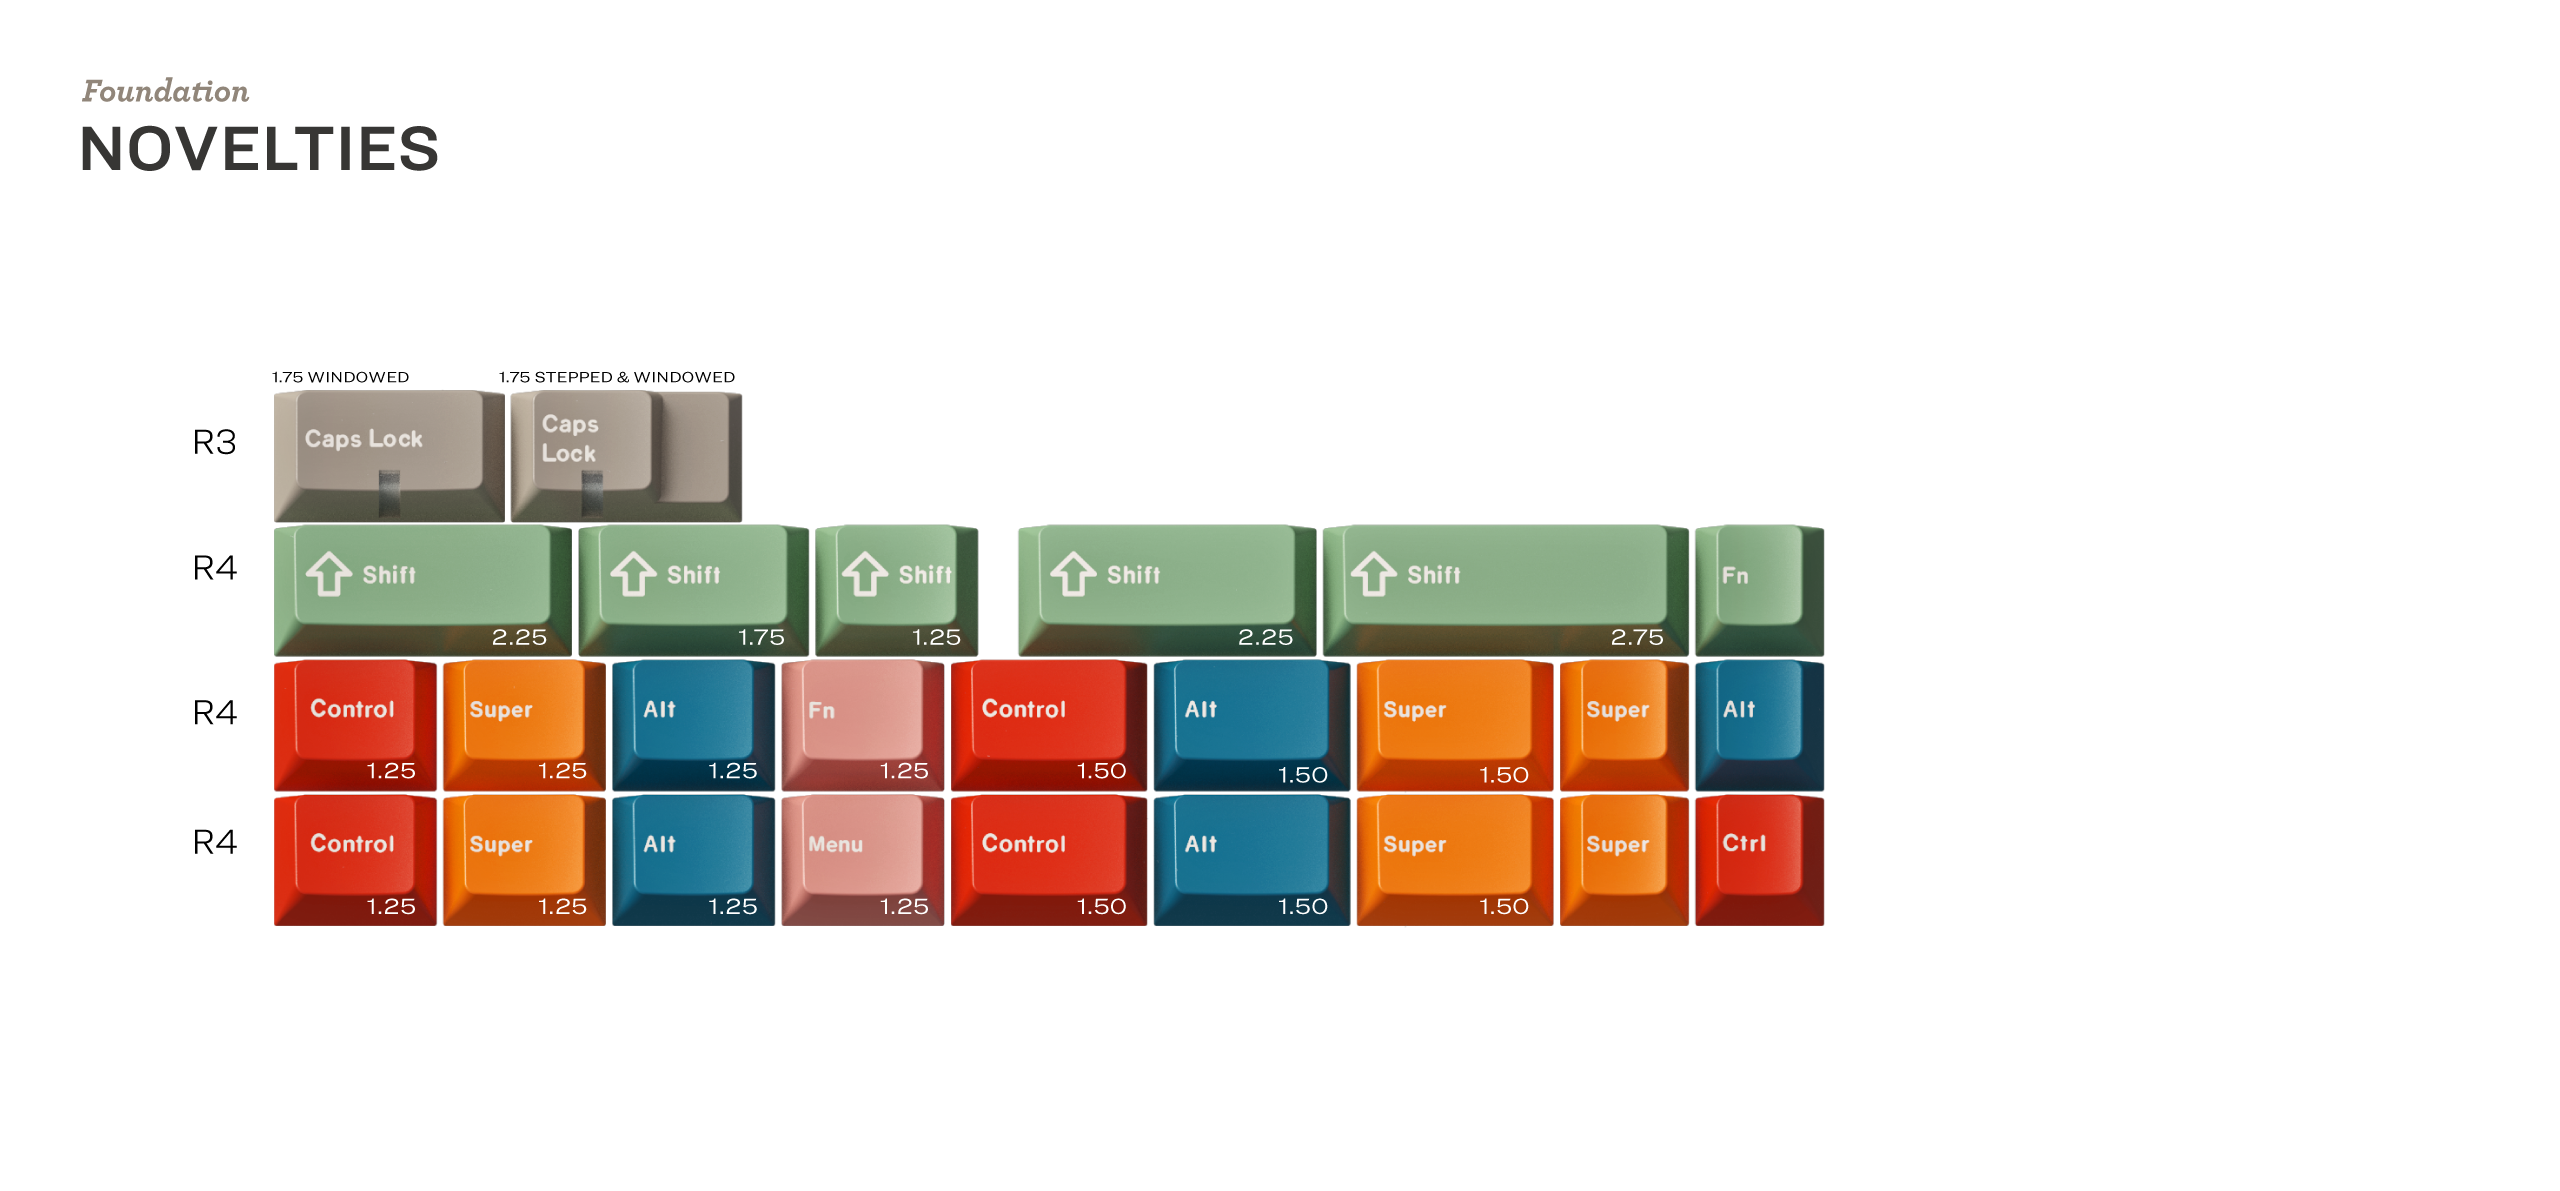 Foundation
NOVELTIES
1.75 WINDOWED 1.75 STEPPED & WINDOWED
R3 Caps Lock Caps
Lock
R4 Shift Shift Shift Shift Shift Fn
2.25 1.75 1.25 2.25 2.75
R4 Control Super Alt Fn Control Alt Super Super Alt
1.25 1.25 1.25 1.25 1.50 1.50 1.50
R4 Control Super Alt Menu Control Alt Super Super Ctrl
1.25 1.25 1.25 1.25 1.50 1.50 1.50